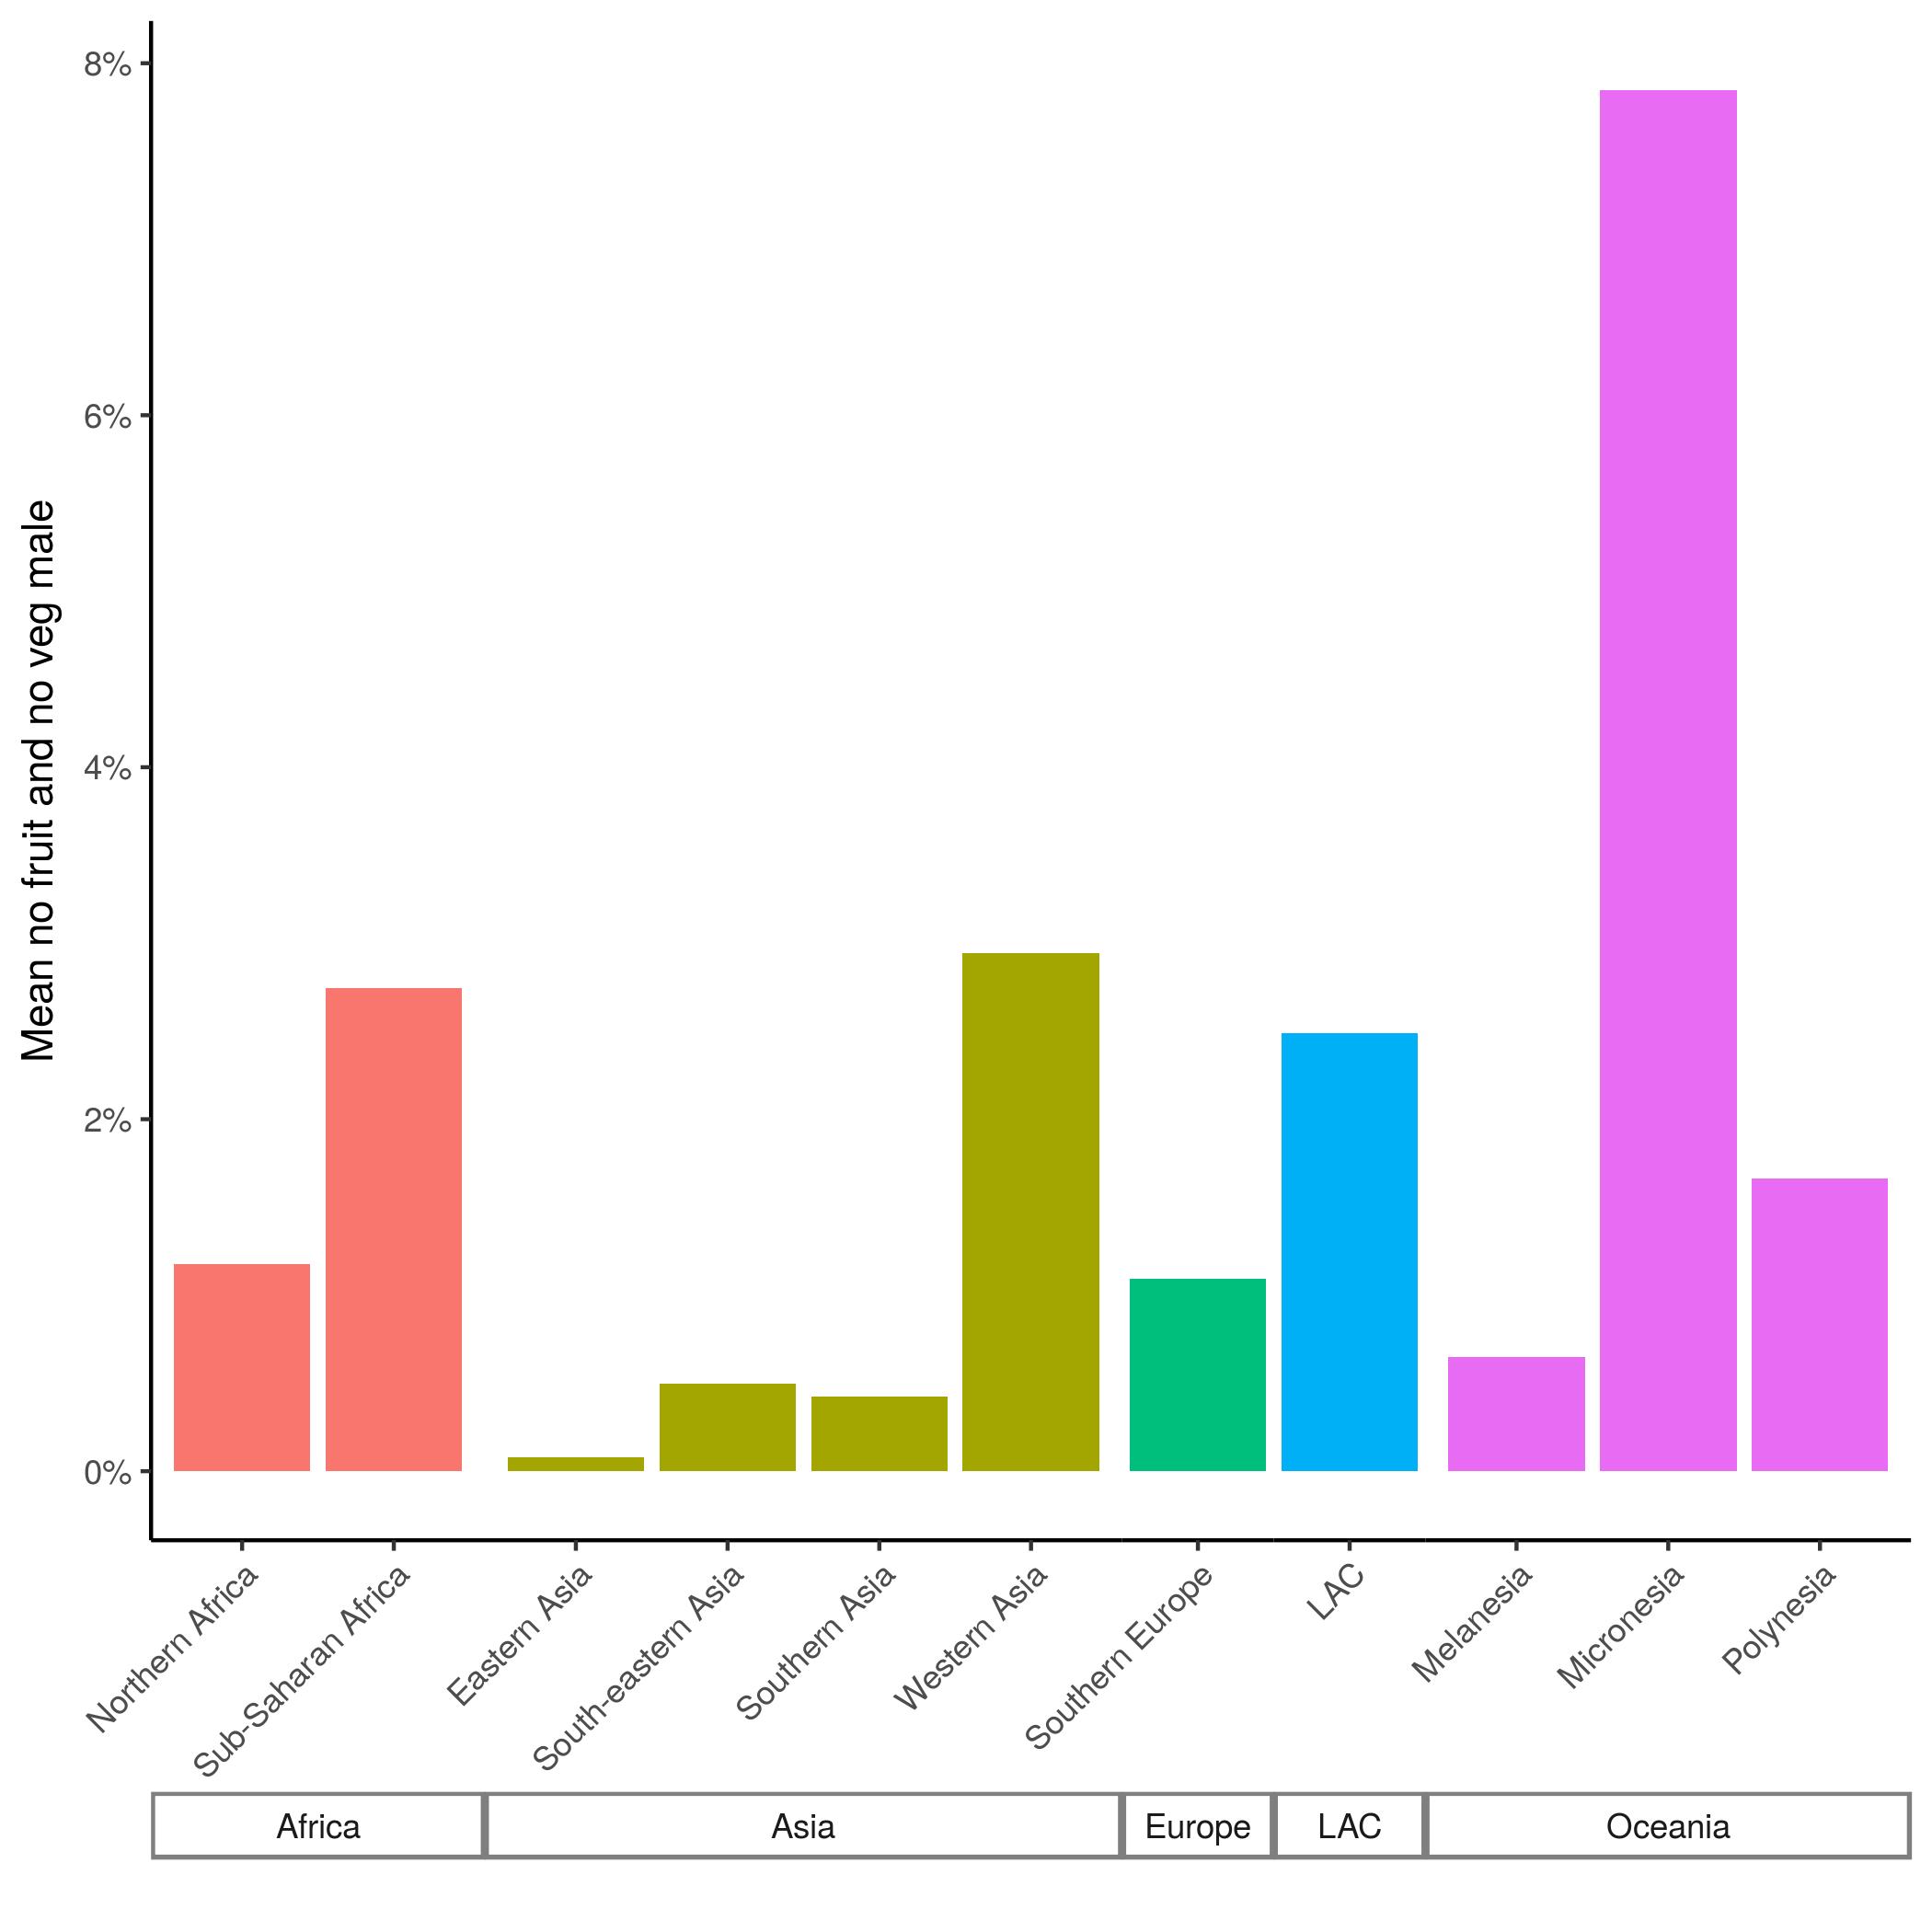 Mean no fruit and no veg male
8%
6%
4%
2%
0%
Northern Africa
Sub-Saharan Africa
Eastern Asia
South-eastern Asia
Southern Asia
Western Asia
Southern Europe
LAC
Melanesia
Micronesia
Polynesia
Africa
Asia
Europe
LAC
Oceania